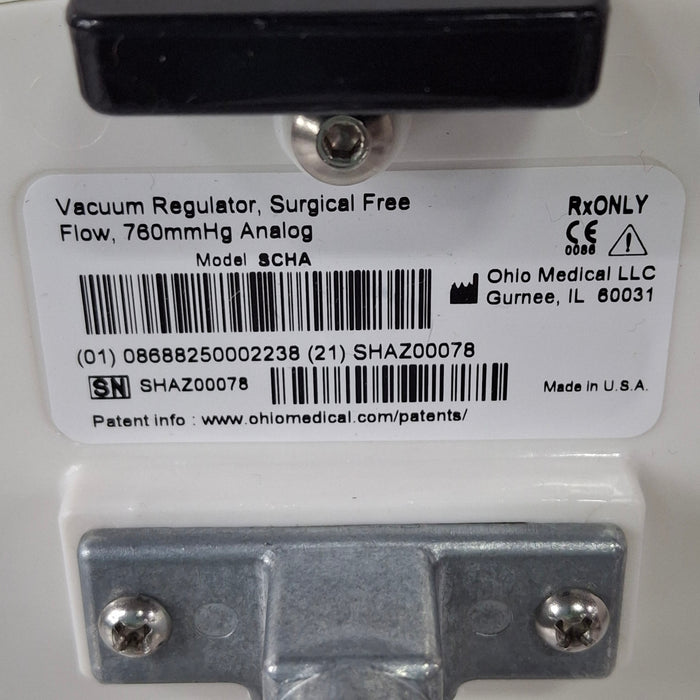 Vacuum Regulator, Surgical Free
Flow, 760mmHg Analog
RxONLY
Model SCHA
CE
0086
Ohio Medical LLC
Gurnee, IL 60031
(01) 08688250002238 (21) SHAZ00078
SN SHAZ00078
Made in U.S.A.
Patent info : www.ohiomedical.com/patents/